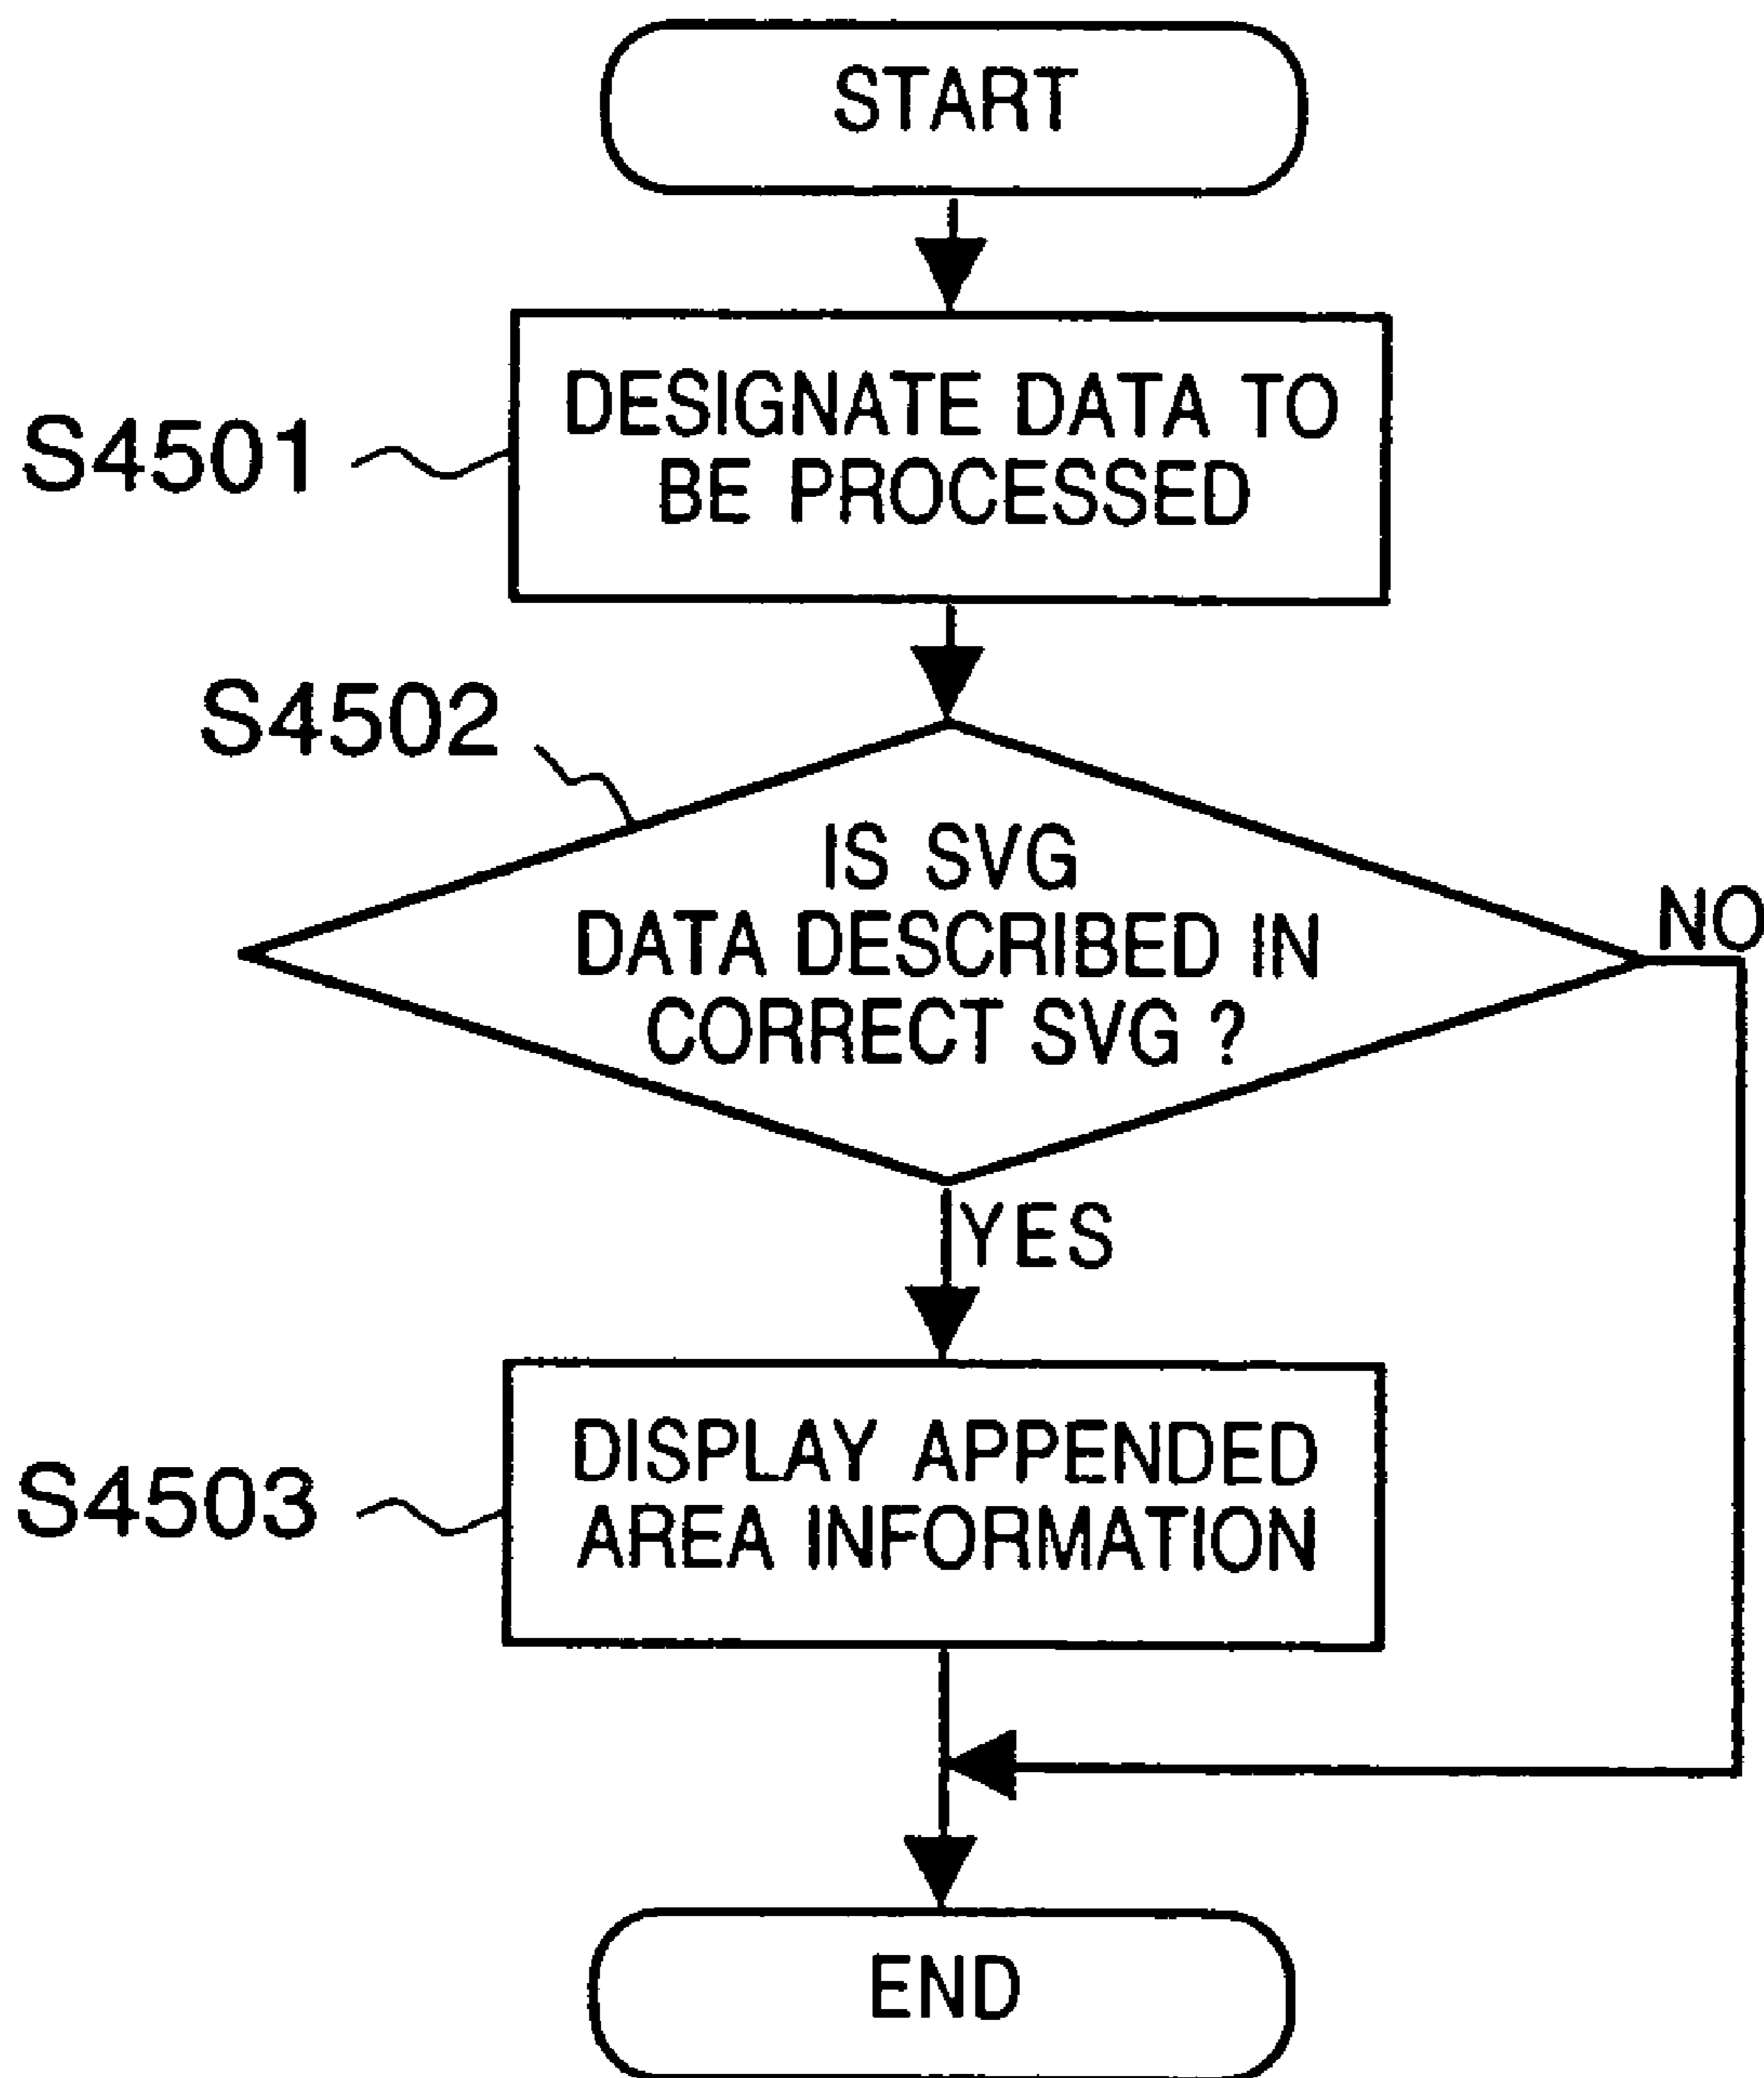 START
DESIGNATE DATA TO
BE PROCESSED
S4501
S4502
IS SVG
DATA DESCRIBED IN
CORRECT SVG ?
NO
YES
DISPLAY APPENDED
AREA INFORMATION
S4503
END